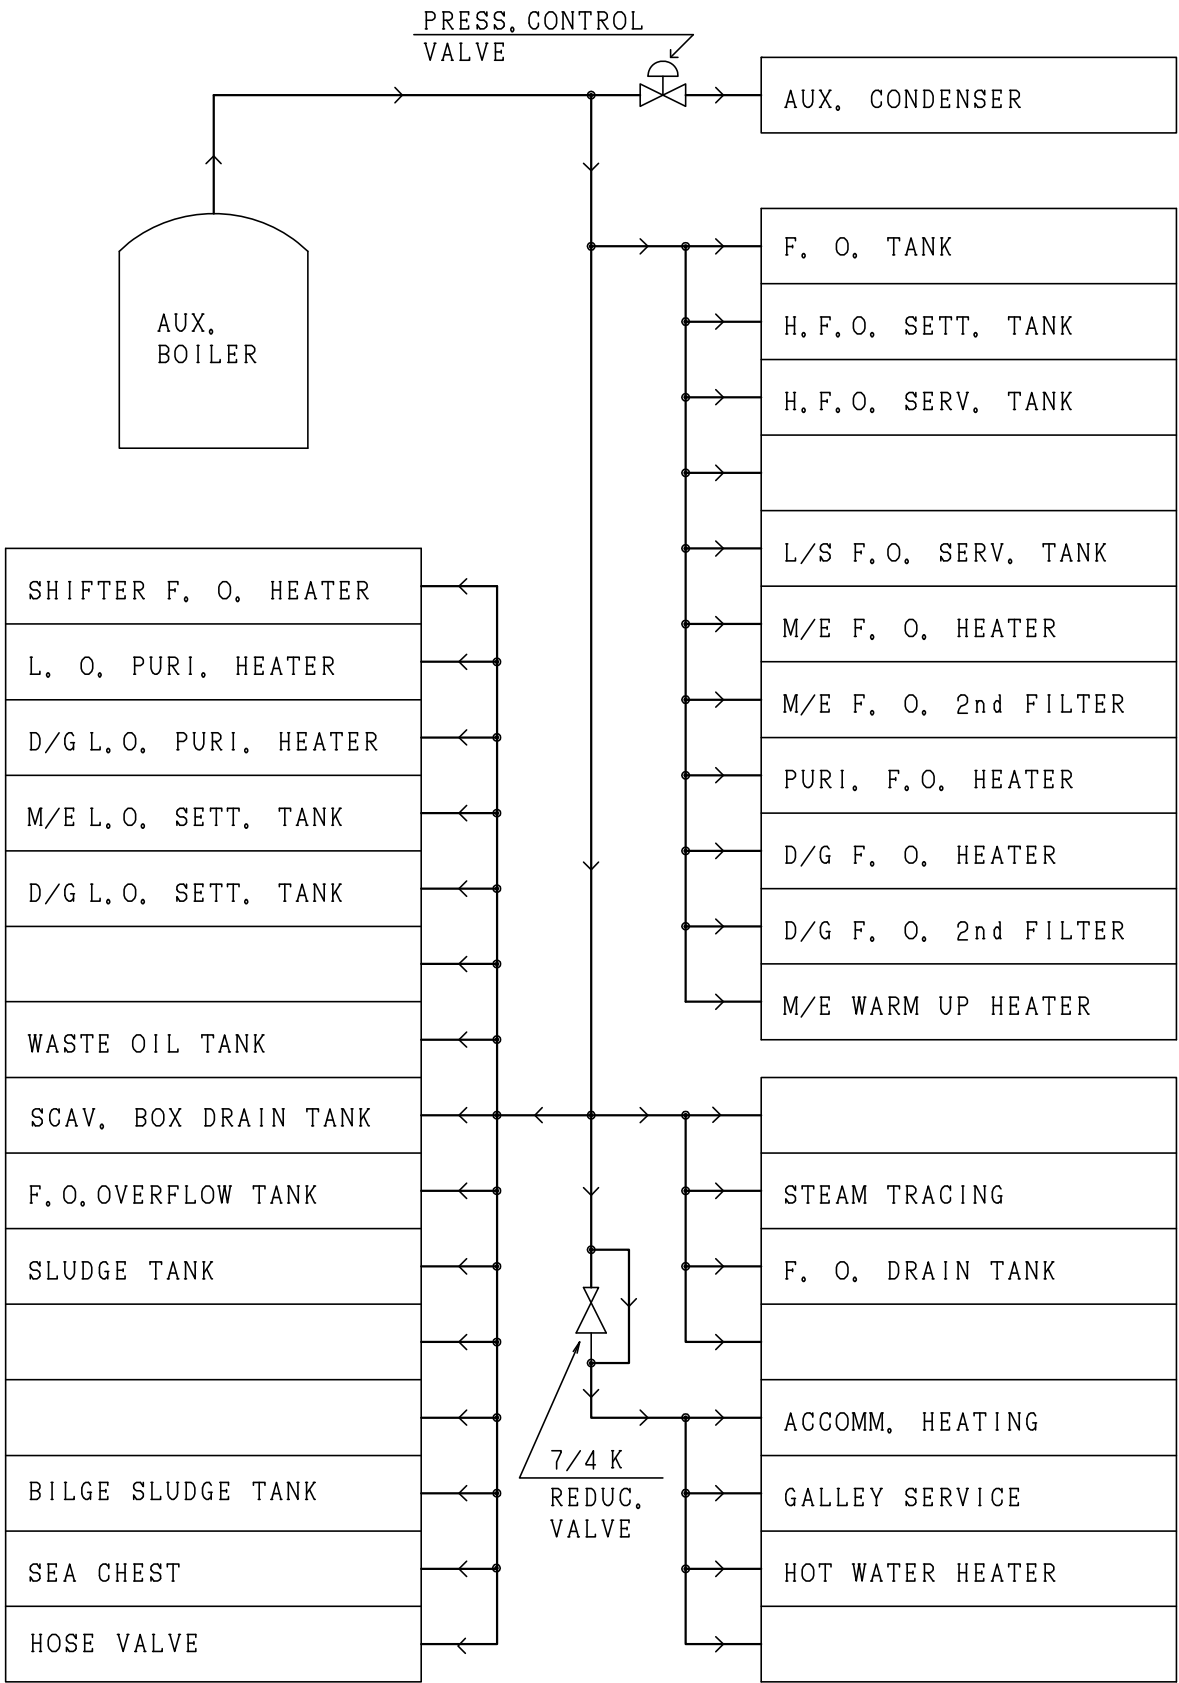 PRESS. CONTROL
VALVE
AUX. CONDENSER
AUX.
BOILER
F. O. TANK
H.F.O. SETT. TANK
H.F.O. SERV. TANK
L/S F.O. SERV. TANK
M/E F. O. HEATER
M/E F. O. 2nd FILTER
PURI. F.O. HEATER
D/G F. O. HEATER
D/G F. O. 2nd FILTER
M/E WARM UP HEATER
SHIFTER F. O. HEATER
L. O. PURI. HEATER
D/G L.O. PURI. HEATER
M/E L.O. SETT. TANK
D/G L.O. SETT. TANK
WASTE OIL TANK
SCAV. BOX DRAIN TANK
F.O. OVERFLOW TANK
SLUDGE TANK
BILGE SLUDGE TANK
SEA CHEST
HOSE VALVE
7/4 K
REDUC.
VALVE
STEAM TRACING
F. O. DRAIN TANK
ACCOMM. HEATING
GALLEY SERVICE
HOT WATER HEATER